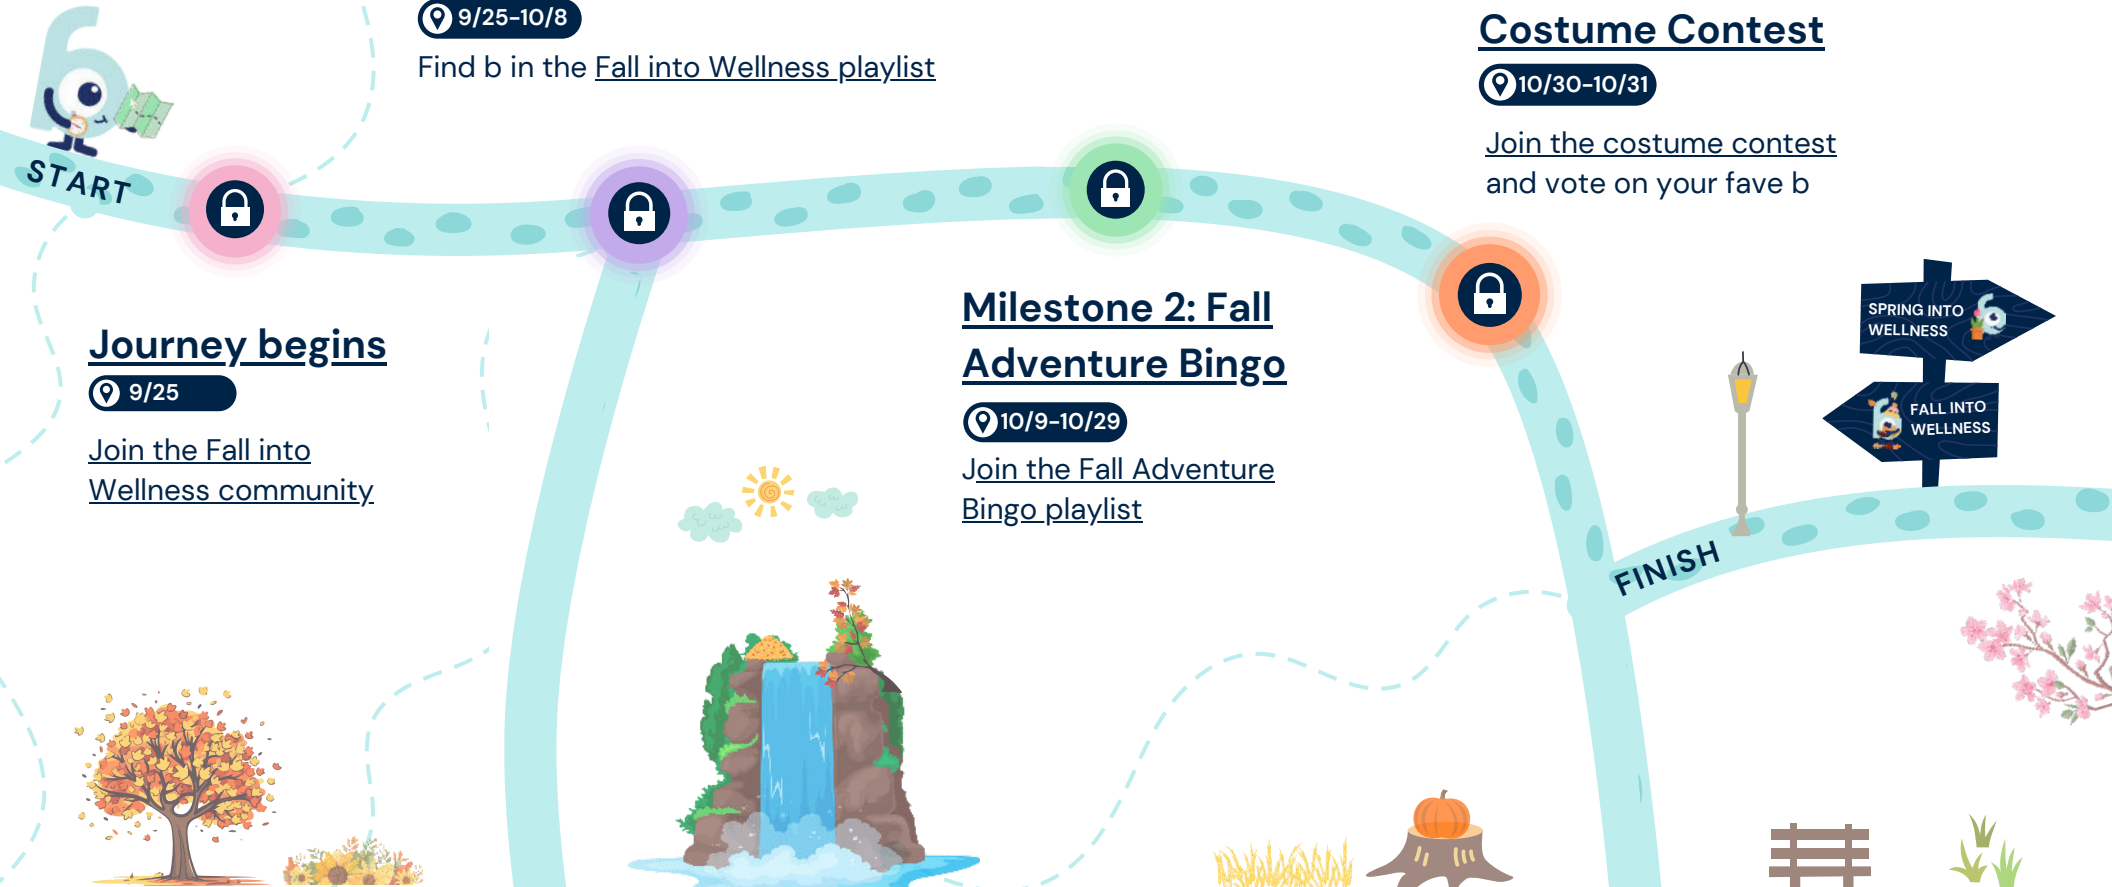 9/25-10/8
Find b in the Fall into Wellness playlist
Costume Contest
10/30-10/31
Join the costume contest
and vote on your fave b
START
Journey begins
9/25
Join the Fall into
Wellness community
Milestone 2: Fall
Adventure Bingo
10/9-10/29
Join the Fall Adventure
Bingo playlist
SPRING INTO
WELLNESS
FALL INTO
WELLNESS
FINISH